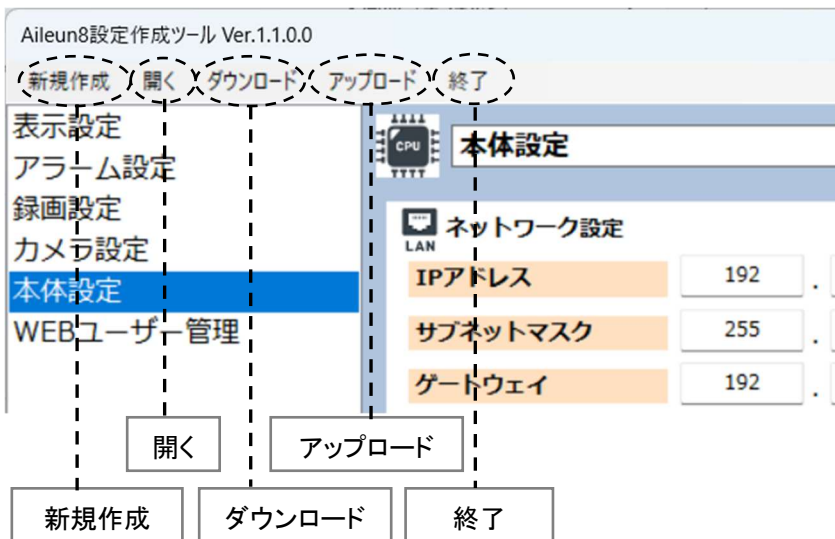 Aileun8設定作成ツール Ver.1.1.0.0
新規作成 開く ダウンロード アップロード 終了
表示設定
アラーム設定
録画設定
カメラ設定
本体設定
WEBユーザー管理
CPU 本体設定
LAN ネットワーク設定
IPアドレス 192 .
サブネットマスク 255 .
ゲートウェイ 192 .
開く アップロード
新規作成 ダウンロード 終了